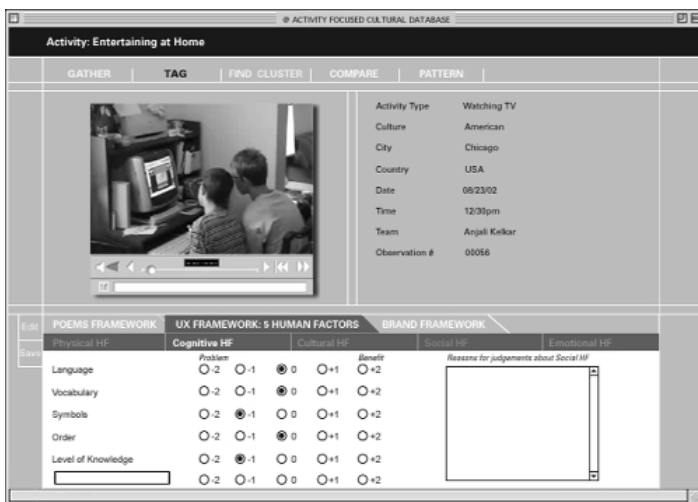 @ ACTIVITY FOCUSED CULTURAL DATABASE
Activity: Entertaining at Home
GATHER TAG FIND CLUSTER COMPARE PATTERN
Activity Type Watching TV
Culture American
City Chicago
Country USA
Date 08/23/02
Time 12/30pm
Team Anjali Kelkar
Observation # 00056
Edit POEMS FRAMEWORK UX FRAMEWORK: 5 HUMAN FACTORS BRAND FRAMEWORK
Save Physical HF Cognitive HF Cultural HF Social HF Emotional HF
Problem Benefit Reasons for judgements about Social HF
Language -2 -1 0 +1 +2
Vocabulary -2 -1 0 +1 +2
Symbols -2 -1 0 +1 +2
Order -2 -1 0 +1 +2
Level of Knowledge -2 -1 0 +1 +2
-2 -1 0 +1 +2